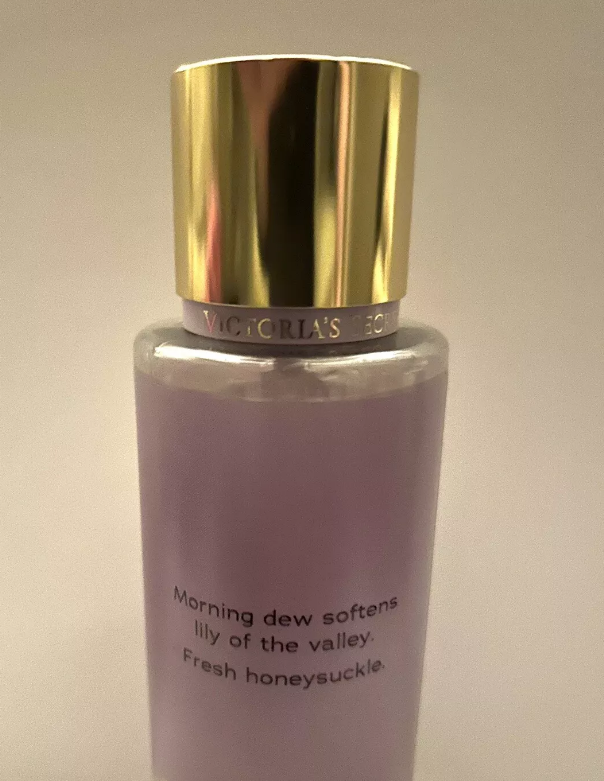 VICTORIA'S
Morning dew softens
lily of the valley.
Fresh honeysuckle.